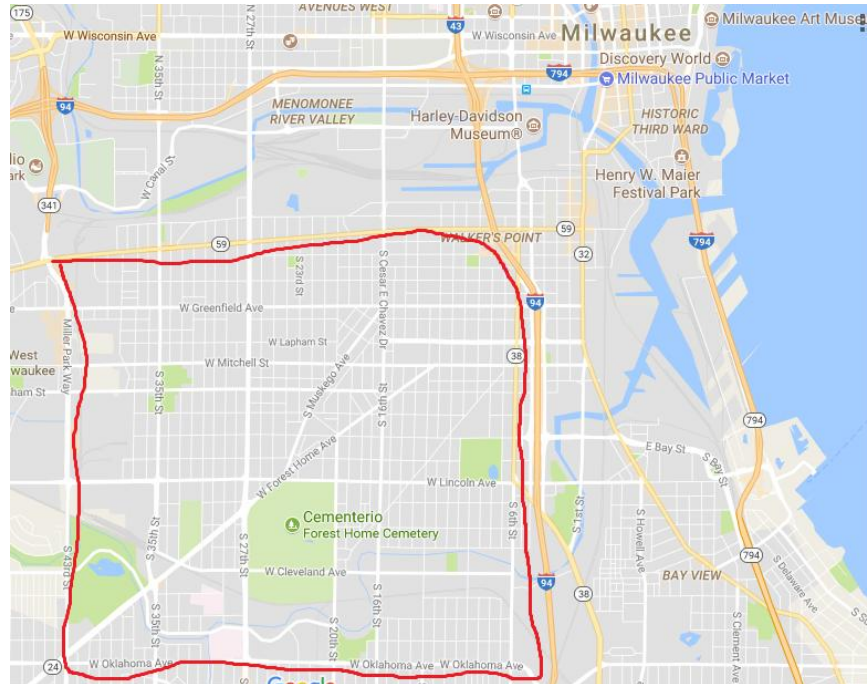 175
AVENUES WEST
43
W Wisconsin Ave
W Wisconsin Ave
Milwaukee
Milwaukee Art Muse
Discovery World
Milwaukee Public Market
794
N 35th St
N 27th St
94
MENOMONEE
RIVER VALLEY
Harley-Davidson
Museum®
HISTORIC
THIRD WARD
W Canal St
Henry W. Maier
Festival Park
341
59
59
WALKER'S POINT
32
794
S 23rd St
S Cesar E Chavez Dr
W Greenfield Ave
94
Miller Park Way
W Lapham St
38
West
waukee
W Mitchell St
ham St
S 35th St
S Muskego Ave
S 16th St
794
W Forest Home Ave
E Bay St
S Bay St
W Lincoln Ave
S 6th St
S 1st St
Cementerio
Forest Home Cemetery
S Howell Ave
S 43rd St
S 35th St
S 27th St
794
W Cleveland Ave
94
38
BAY VIEW
S Delaware Ave
S 35th St
S 20th St
S 16th St
S Clement Ave
24
W Oklahoma Ave
W Oklahoma Ave
W Oklahoma Ave
Google